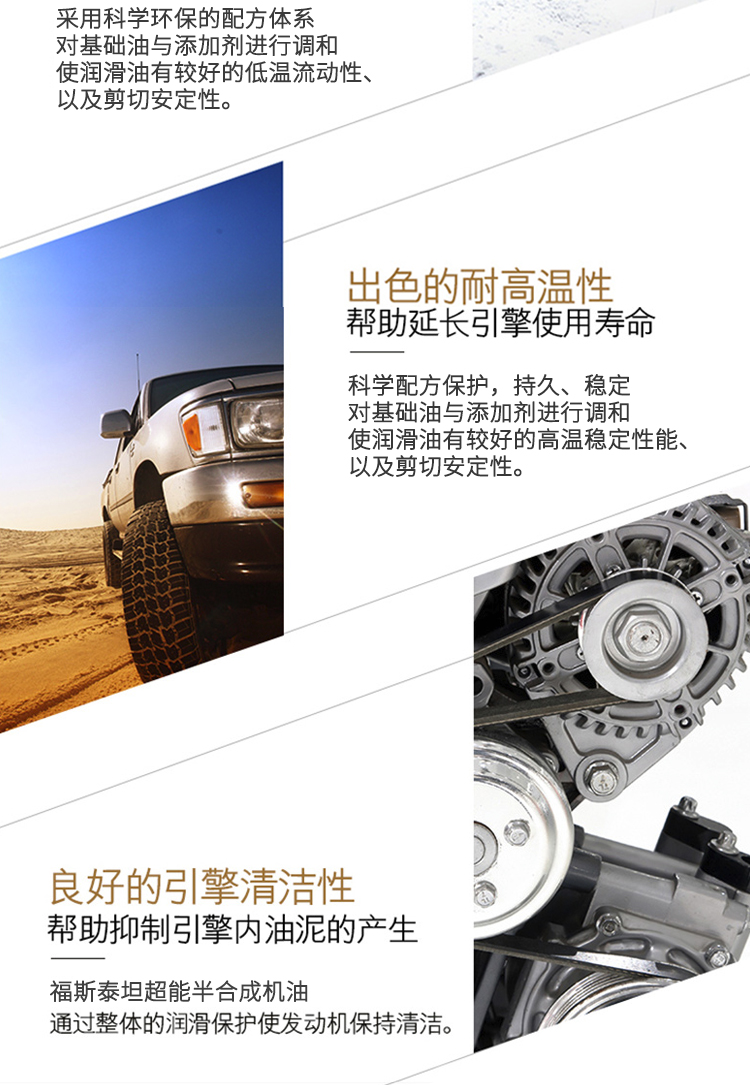 采用科学环保的配方体系
对基础油与添加剂进行调和
使润滑油有较好的低温流动性、
以及剪切安定性。
出色的耐高温性
帮助延长引擎使用寿命
科学配方保护，持久、稳定
对基础油与添加剂进行调和
使润滑油有较好的高温稳定性能、
以及剪切安定性。
良好的引擎清洁性
帮助抑制引擎内油泥的产生
福斯泰坦超能半合成机油
通过整体的润滑保护使发动机保持清洁。